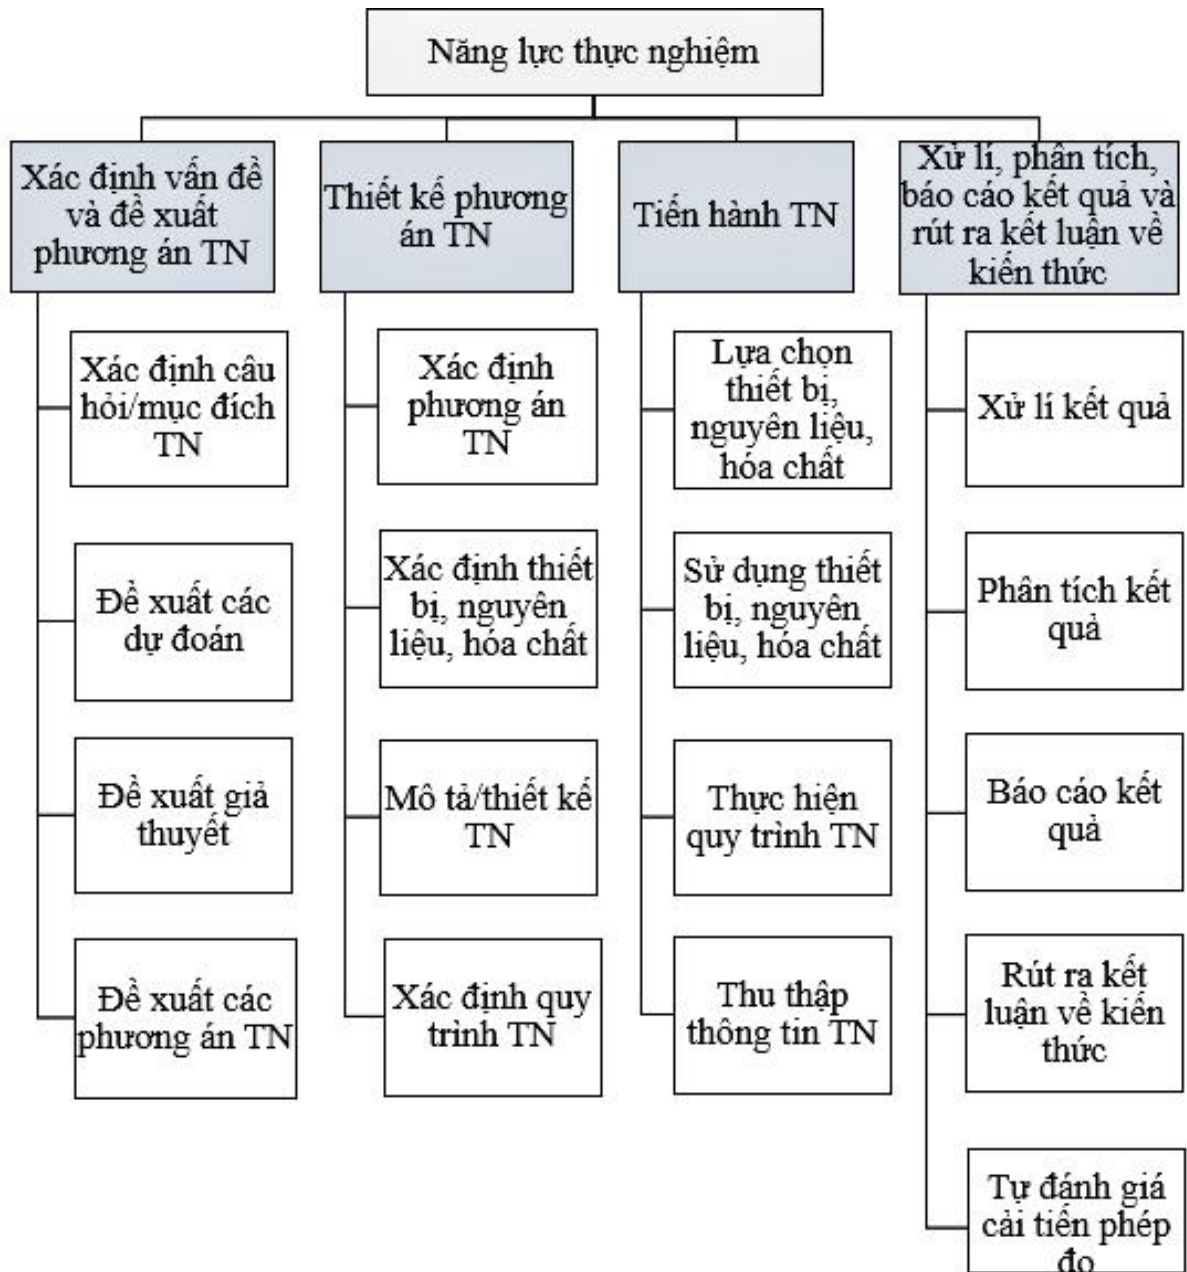 Năng lực thực nghiệm
Xác định vấn đề
và đề xuất
phương án TN
Xác định câu
hỏi/mục đích
TN
Đề xuất các
dự đoán
Đề xuất giả
thuyết
Đề xuất các
phương án TN
Thiết kế phương
án TN
Xác định
phương án
TN
Xác định thiết
bị, nguyên
liệu, hóa chất
Mô tả/thiết kế
TN
Xác định quy
trình TN
Tiến hành TN
Lựa chọn
thiết bị,
nguyên liệu,
hóa chất
Sử dụng thiết
bị, nguyên
liệu, hóa chất
Thực hiện
quy trình TN
Thu thập
thông tin TN
Xử lí, phân tích,
báo cáo kết quả và
rút ra kết luận về
kiến thức
Xử lí kết quả
Phân tích kết
quả
Báo cáo kết
quả
Rút ra kết
luận về kiến
thức
Tự đánh giá
cải tiến phép
đo